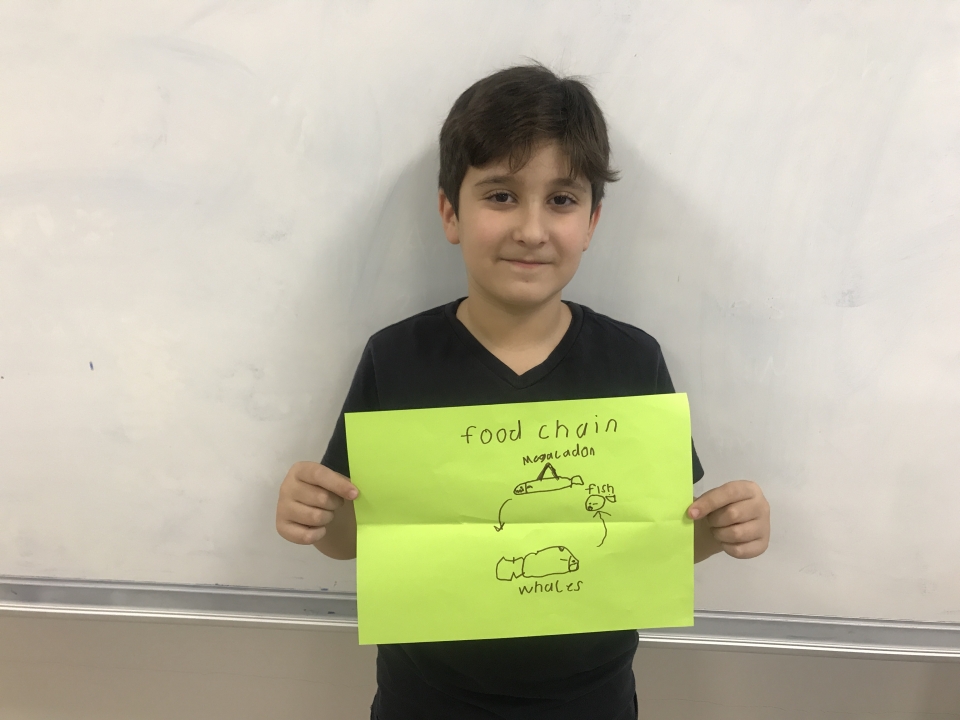 food chain
Megaladon
fish
whales